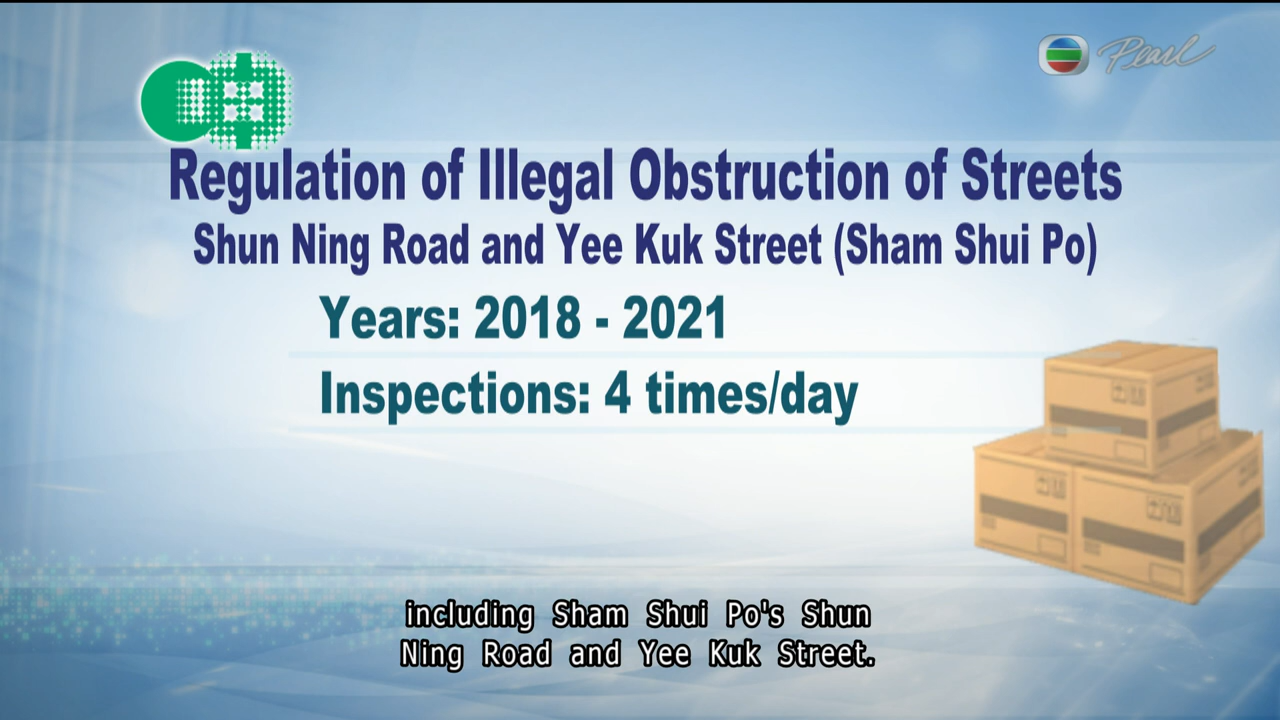 Pearl
Regulation of Illegal Obstruction of Streets
Shun Ning Road and Yee Kuk Street (Sham Shui Po)
Years: 2018 - 2021
Inspections: 4 times/day
including Sham Shui Po's Shun
Ning Road and Yee Kuk Street.